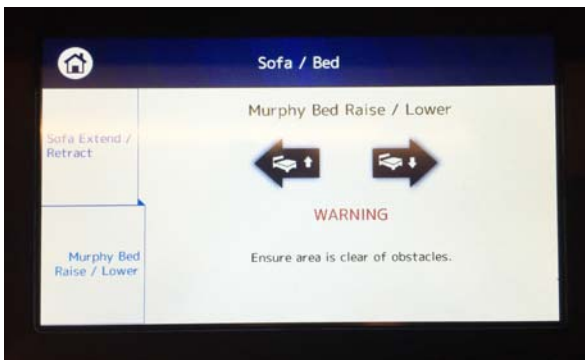 Sofa / Bed
Sofa Extend /
Retract
Murphy Bed
Raise / Lower
Murphy Bed Raise / Lower
WARNING
Ensure area is clear of obstacles.